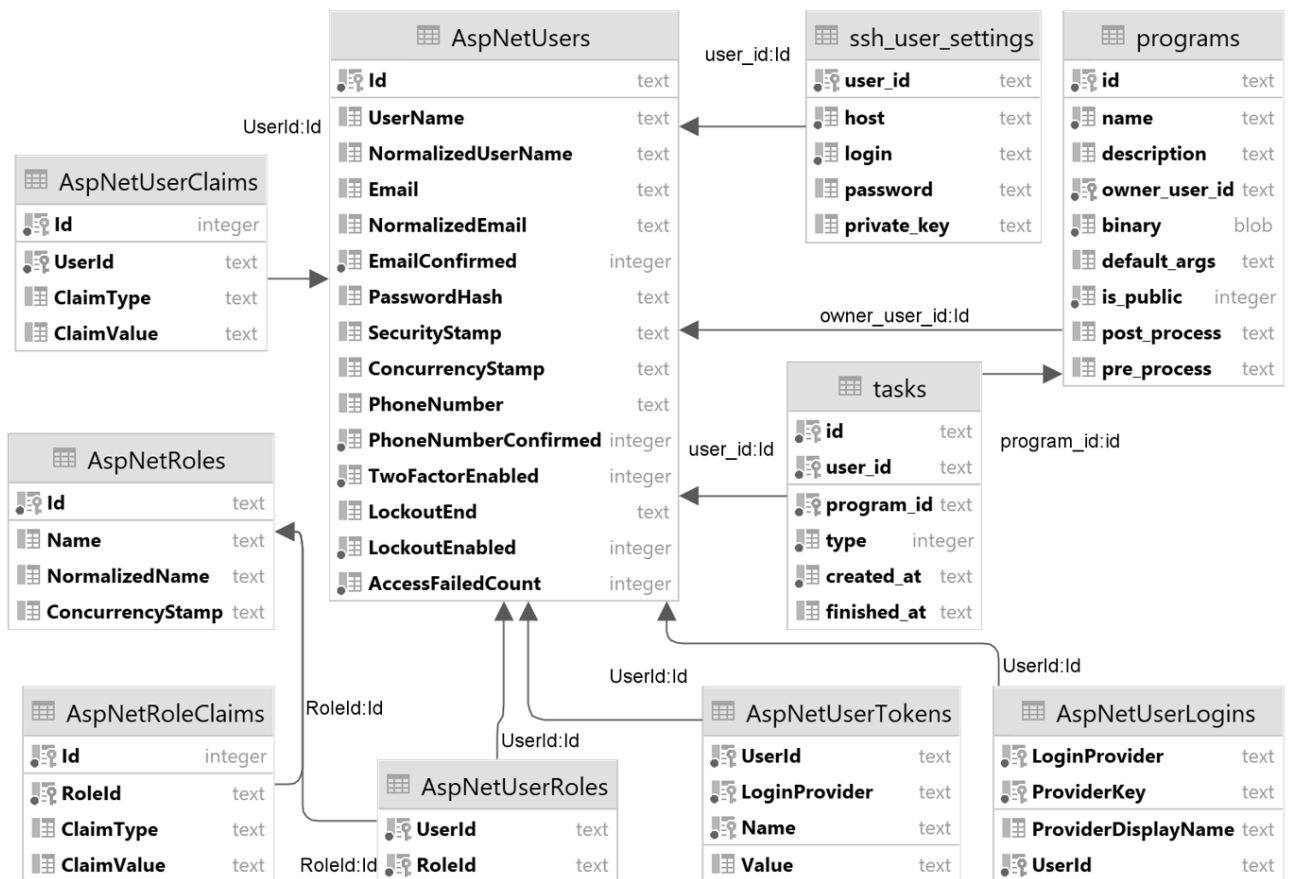 AspNetUsers
Id text
UserName text
NormalizedUserName text
Email text
NormalizedEmail text
EmailConfirmed integer
PasswordHash text
SecurityStamp text
ConcurrencyStamp text
PhoneNumber text
PhoneNumberConfirmed integer
TwoFactorEnabled integer
LockoutEnd text
LockoutEnabled integer
AccessFailedCount integer
user_id:Id
ssh_user_settings
user_id text
host text
login text
password text
private_key text
programs
id text
name text
description text
owner_user_id text
binary blob
default_args text
is_public integer
post_process text
pre_process text
UserId:Id
AspNetUserClaims
Id integer
UserId text
ClaimType text
ClaimValue text
owner_user_id:Id
tasks
id text
user_id text
program_id text
type integer
created_at text
finished_at text
user_id:Id
program_id:id
AspNetRoles
Id text
Name text
NormalizedName text
ConcurrencyStamp text
AspNetRoleClaims
Id integer
RoleId text
ClaimType text
ClaimValue text
RoleId:Id
UserId:Id
AspNetUserRoles
UserId text
RoleId text
RoleId:Id
UserId:Id
AspNetUserTokens
UserId text
LoginProvider text
Name text
Value text
UserId:Id
AspNetUserLogins
LoginProvider text
ProviderKey text
ProviderDisplayName text
UserId text